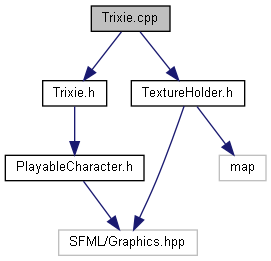 Trixie.cpp
Trixie.h
TextureHolder.h
PlayableCharacter.h
map
SFML/Graphics.hpp